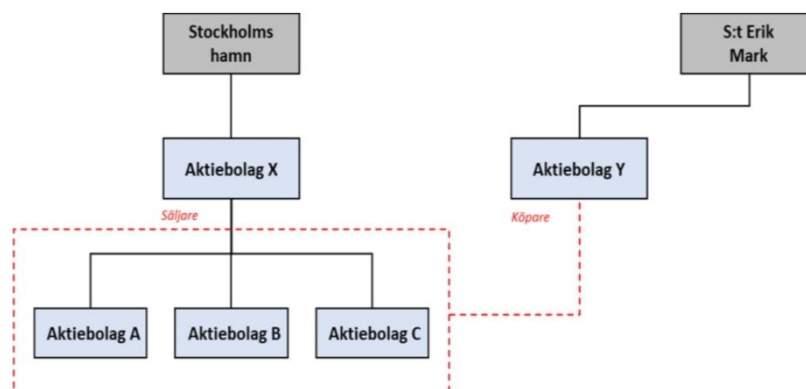 Stockholms
hamn
S:t Erik
Mark
Aktiebolag X
Aktiebolag Y
Säljare
Köpare
Aktiebolag A
Aktiebolag B
Aktiebolag C